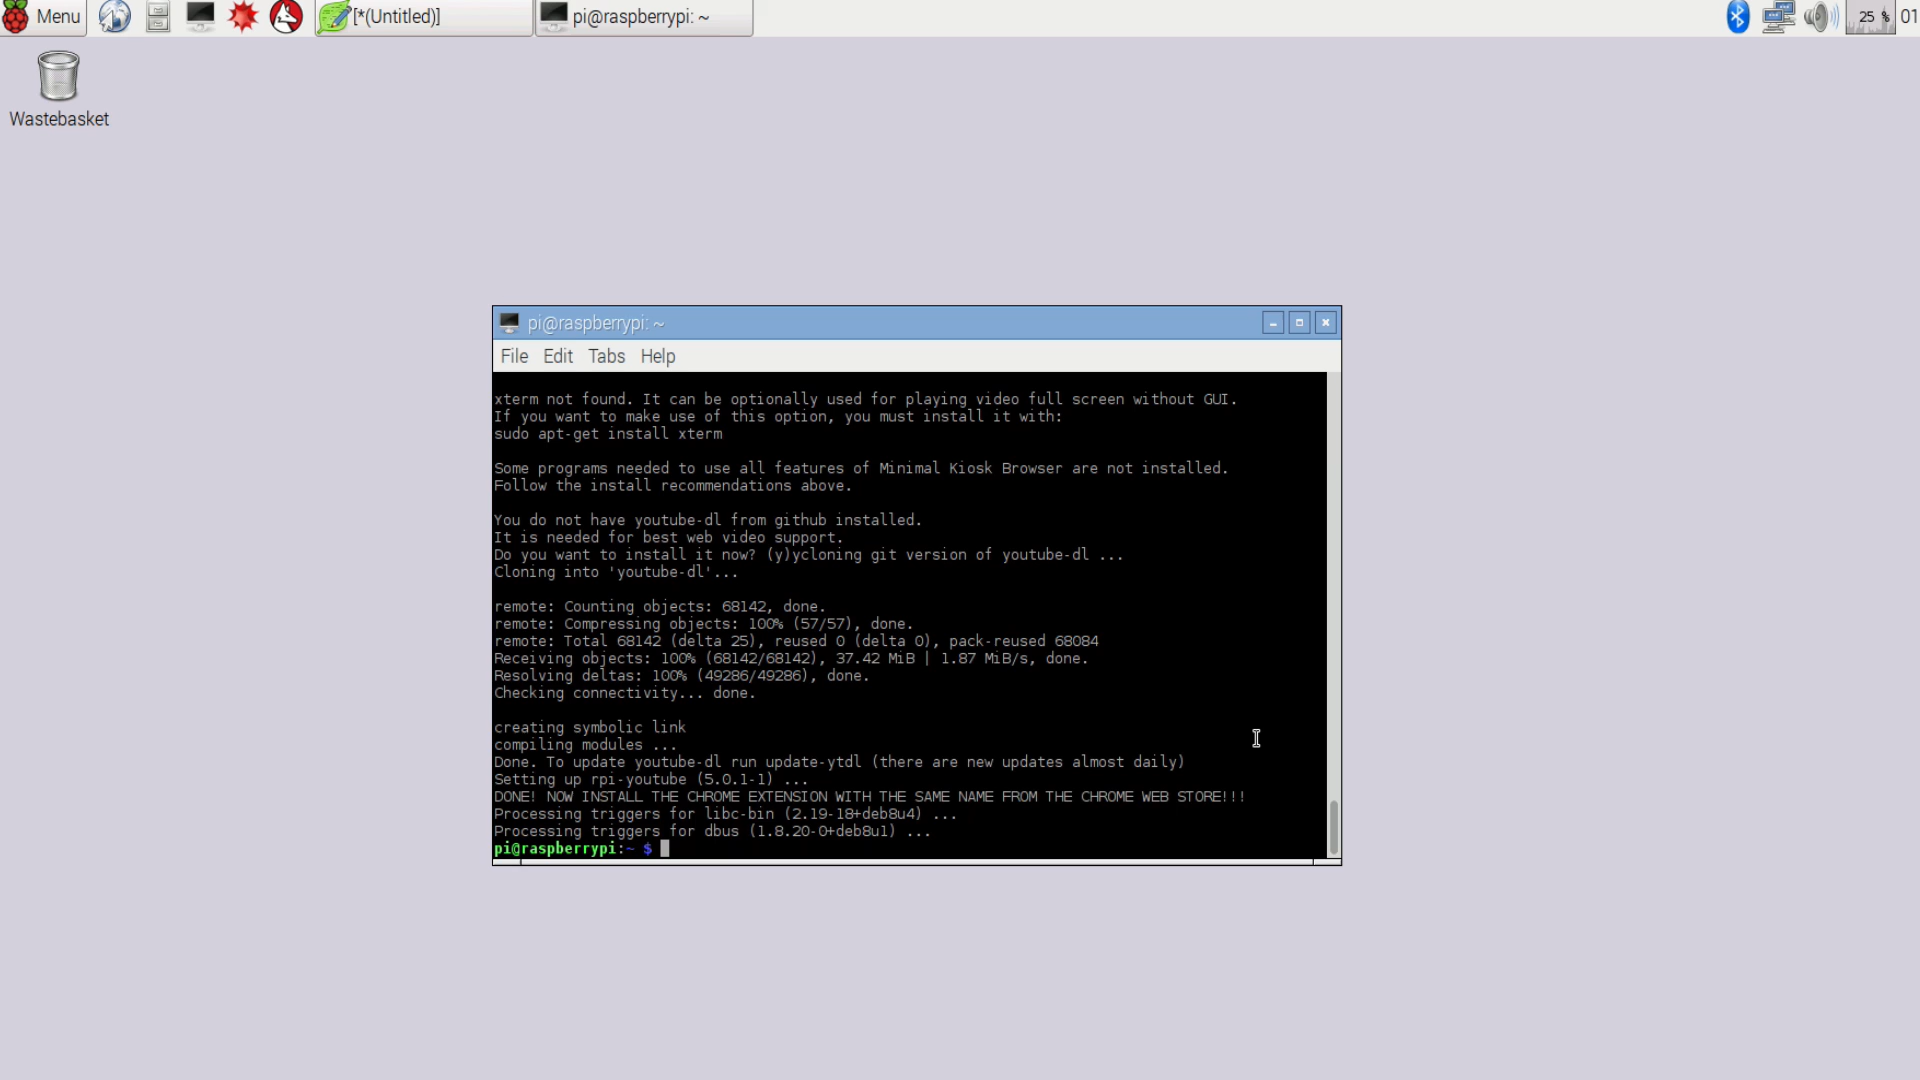 Menu
[*(Untitled)]
pi@raspberrypi: ~
25 %
01
Wastebasket
pi@raspberrypi: ~
File Edit Tabs Help
xterm not found. It can be optionally used for playing video full screen without GUI.
If you want to make use of this option, you must install it with:
sudo apt-get install xterm
Some programs needed to use all features of Minimal Kiosk Browser are not installed.
Follow the install recommendations above.
You do not have youtube-dl from github installed.
It is needed for best web video support.
Do you want to install it now? (y)ycloning git version of youtube-dl ...
Cloning into 'youtube-dl'...
remote: Counting objects: 68142, done.
remote: Compressing objects: 100% (57/57), done.
remote: Total 68142 (delta 25), reused 0 (delta 0), pack-reused 68084
Receiving objects: 100% (68142/68142), 37.42 MiB | 1.87 MiB/s, done.
Resolving deltas: 100% (49286/49286), done.
Checking connectivity... done.
creating symbolic link
compiling modules ...
Done. To update youtube-dl run update-ytdl (there are new updates almost daily)
Setting up rpi-youtube (5.0.1-1) ...
DONE! NOW INSTALL THE CHROME EXTENSION WITH THE SAME NAME FROM THE CHROME WEB STORE!!!
Processing triggers for libc-bin (2.19-18+deb8u4) ...
Processing triggers for dbus (1.8.20-0+deb8u1) ...
pi@raspberrypi:~ $